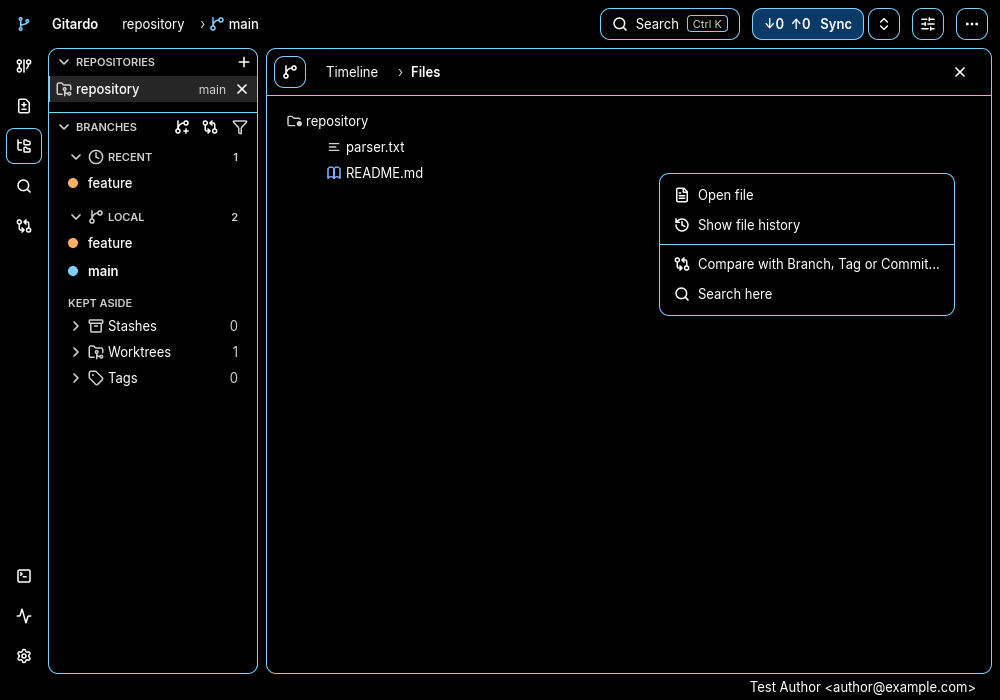 Gitardo
repository › main
Search Ctrl K
↓0 ↑0 Sync
REPOSITORIES
repository main
BRANCHES
RECENT 1
feature
LOCAL 2
feature
main
KEPT ASIDE
Stashes 0
Worktrees 1
Tags 0
Timeline › Files
repository
parser.txt
README.md
Open file
Show file history
Compare with Branch, Tag or Commit...
Search here
Test Author <author@example.com>